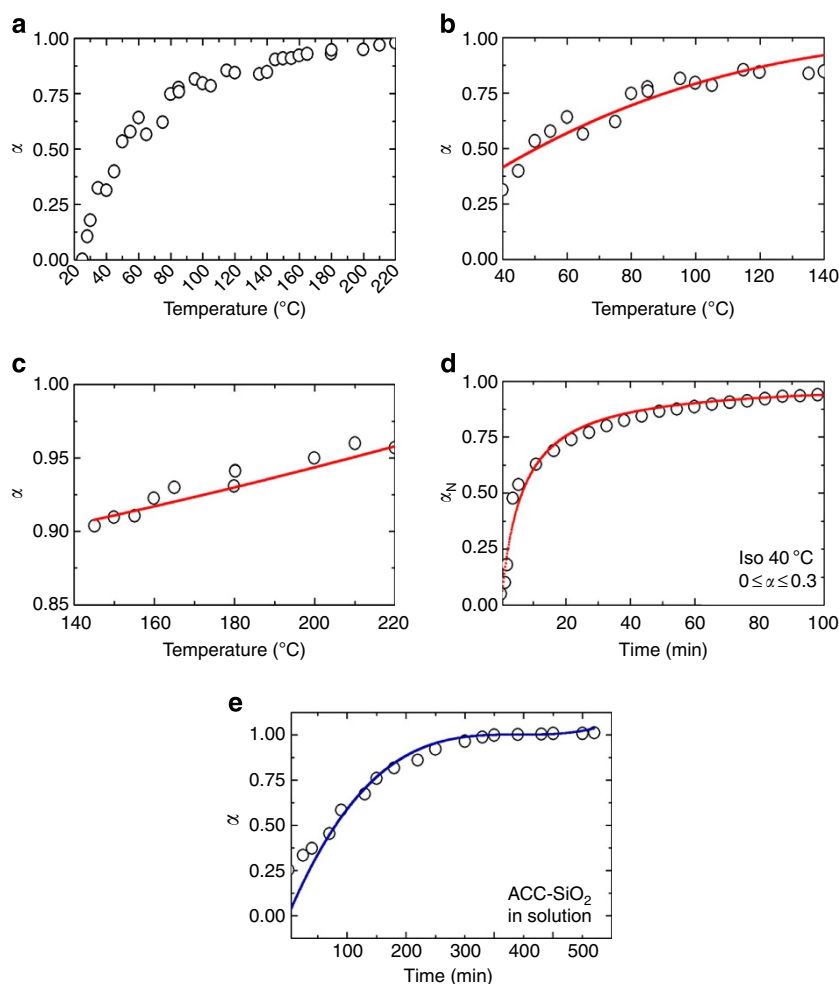 a
1.00
0.75
0.50
0.25
0.00
α
20 40 60 80 100 120 140 160 180 200 220
Temperature (°C)
b
1.00
0.75
0.50
0.25
0.00
α
40 60 80 100 120 140
Temperature (°C)
c
1.00
0.95
0.90
0.85
α
140 160 180 200 220
Temperature (°C)
d
1.00
0.75
0.50
0.25
0.00
αN
Iso 40 °C
0 ≤ α ≤ 0.3
20 40 60 80 100
Time (min)
e
1.00
0.75
0.50
0.25
0.00
α
ACC-SiO₂
in solution
100 200 300 400 500
Time (min)